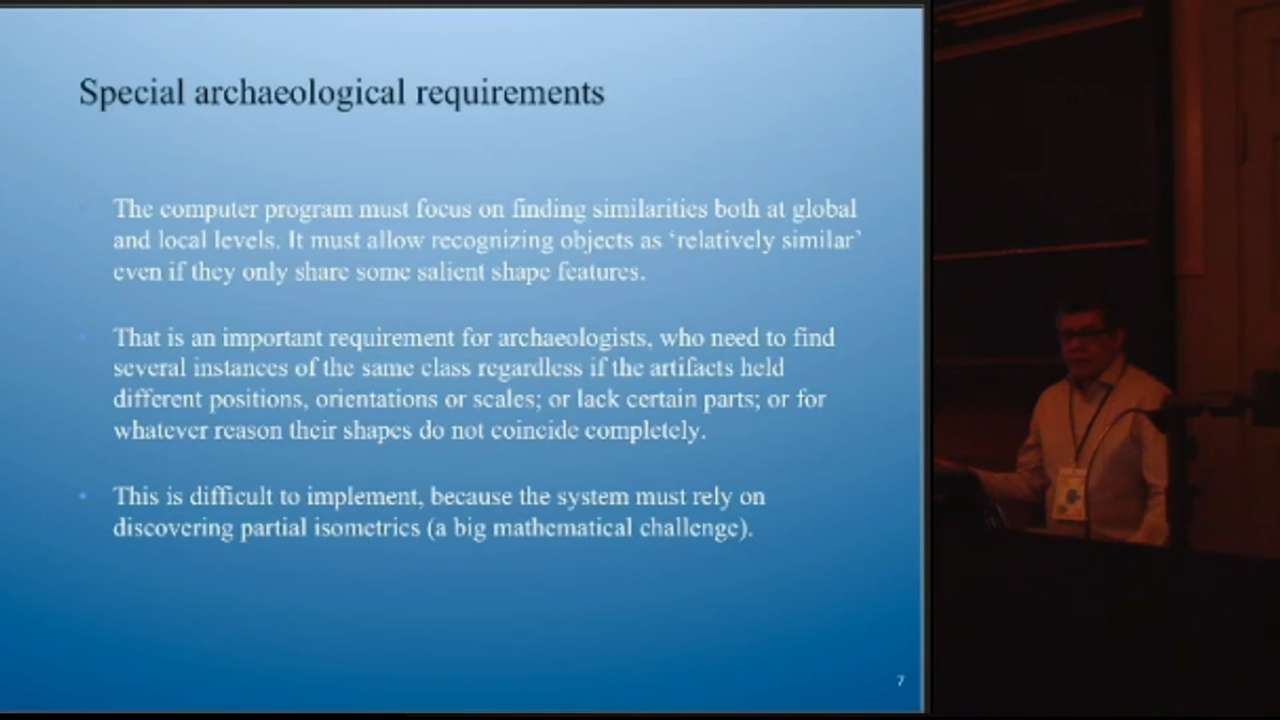 Special archaeological requirements
The computer program must focus on finding similarities both at global
and local levels. It must allow recognizing objects as ‘relatively similar’
even if they only share some salient shape features.
That is an important requirement for archaeologists, who need to find
several instances of the same class regardless if the artifacts held
different positions, orientations or scales; or lack certain parts; or for
whatever reason their shapes do not coincide completely.
This is difficult to implement, because the system must rely on
discovering partial isometrics (a big mathematical challenge).
7